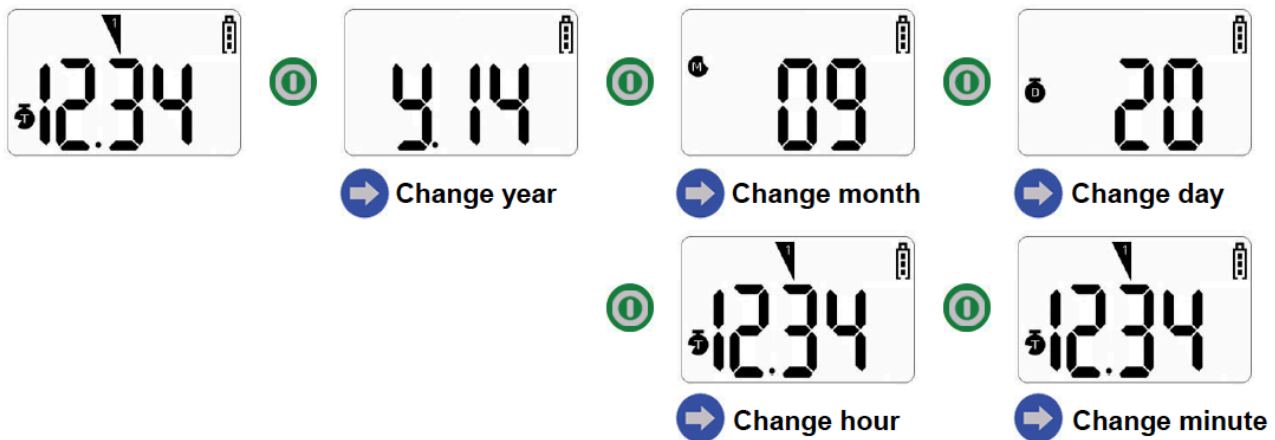 1
12.34
T
y. 14
M
09
D
20
Change year
Change month
Change day
1
12.34
T
1
12.34
T
Change hour
Change minute